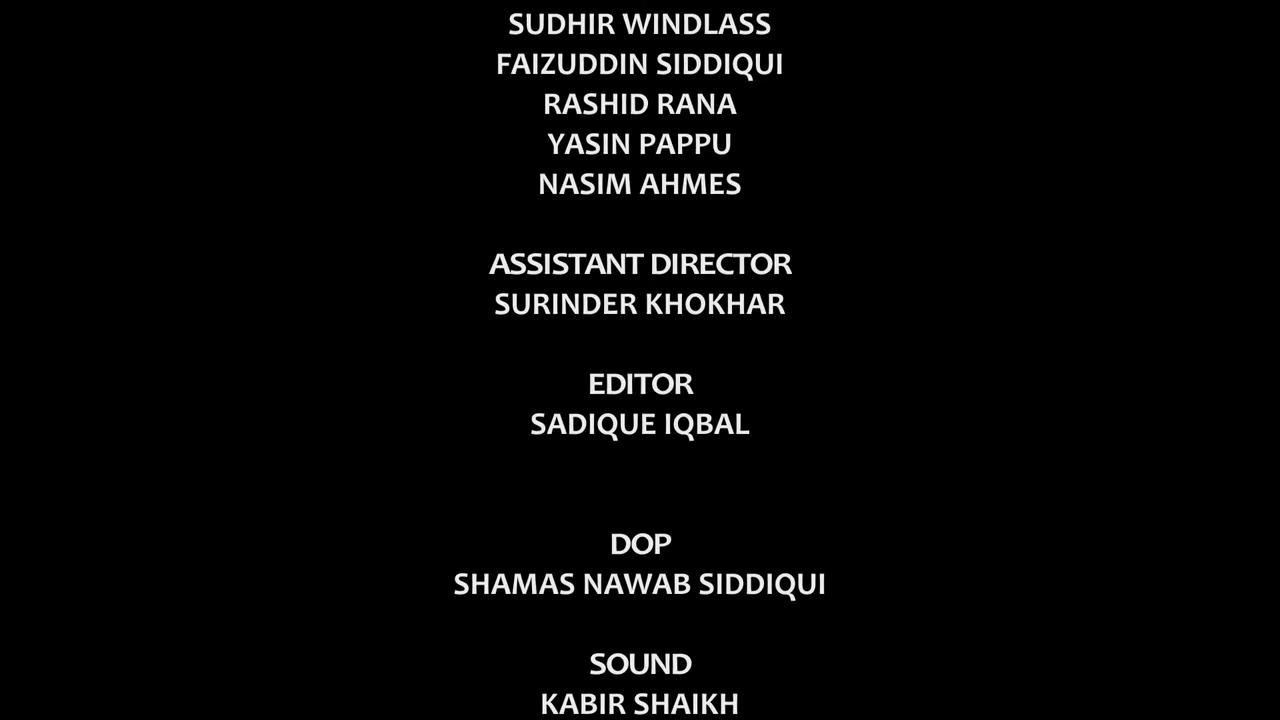 SUDHIR WINDLASS
FAIZUDDIN SIDDIQUI
RASHID RANA
YASIN PAPPU
NASIM AHMES
ASSISTANT DIRECTOR
SURINDER KHOKHAR
EDITOR
SADIQUE IQBAL
DOP
SHAMAS NAWAB SIDDIQUI
SOUND
KABIR SHAIKH